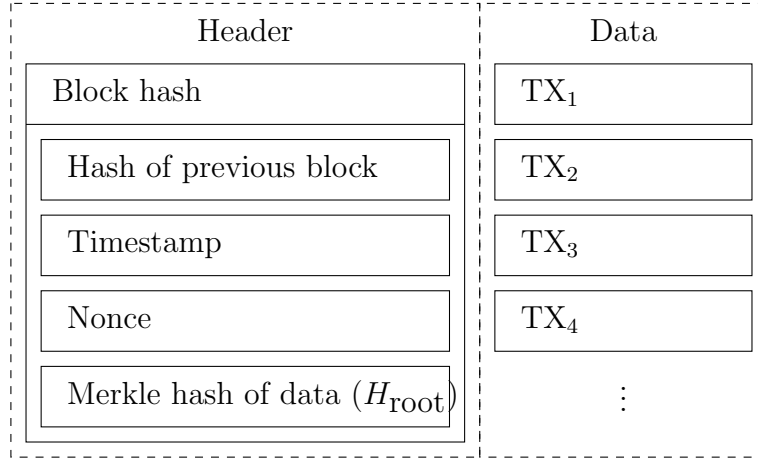 Header
Block hash
Hash of previous block
Timestamp
Nonce
Merkle hash of data (H_root)
Data
TX₁
TX₂
TX₃
TX₄
⋮